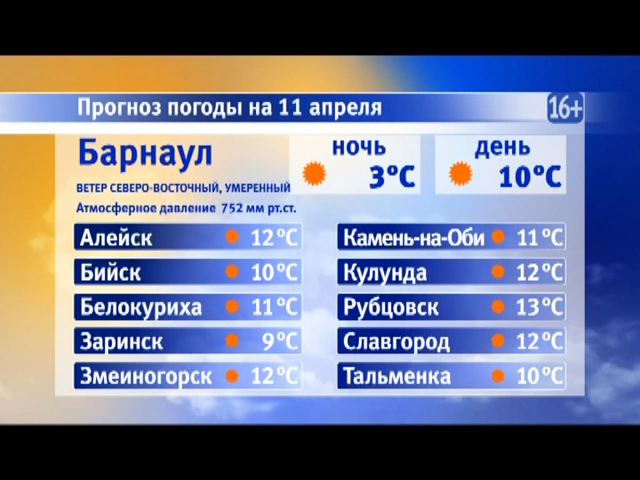 Прогноз погоды на 11 апреля 16+
Барнаул
ночь 3°С
день 10°С
ВЕТЕР СЕВЕРО-ВОСТОЧНЫЙ, УМЕРЕННЫЙ
Атмосферное давление 752 мм рт.ст.
Алейск 12°С
Бийск 10°С
Белокуриха 11°С
Заринск 9°С
Змеиногорск 12°С
Камень-на-Оби 11°С
Кулунда 12°С
Рубцовск 13°С
Славгород 12°С
Тальменка 10°С